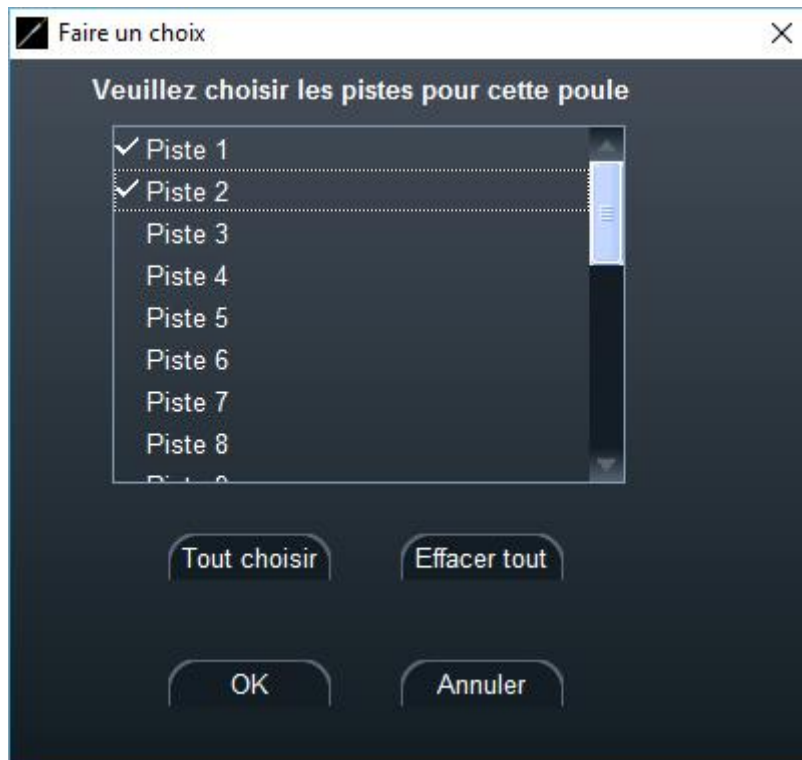 Faire un choix
Veuillez choisir les pistes pour cette poule
Piste 1
Piste 2
Piste 3
Piste 4
Piste 5
Piste 6
Piste 7
Piste 8
Tout choisir
Effacer tout
OK
Annuler